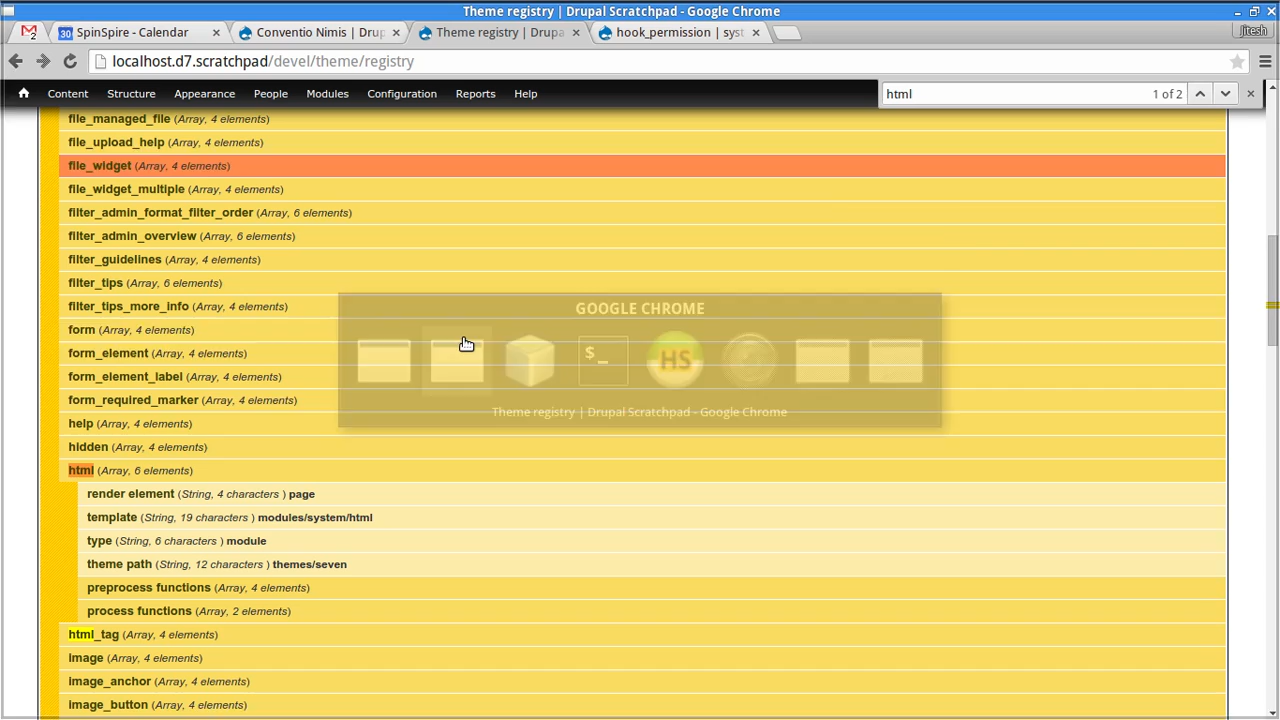 Theme registry | Drupal Scratchpad - Google Chrome
2
30 SpinSpire - Calendar × Conventio Nimis | Drup × Theme registry | Drupa × hook_permission | syst × Jitesh
localhost.d7.scratchpad/devel/theme/registry
Content Structure Appearance People Modules Configuration Reports Help html 1 of 2
file_managed_file (Array, 4 elements)
file_upload_help (Array, 4 elements)
file_widget (Array, 4 elements)
file_widget_multiple (Array, 4 elements)
filter_admin_format_filter_order (Array, 6 elements)
filter_admin_overview (Array, 6 elements)
filter_guidelines (Array, 4 elements)
filter_tips (Array, 6 elements)
filter_tips_more_info (Array, 4 elements)
GOOGLE CHROME
form (Array, 4 elements)
form_element (Array, 4 elements)
$_ HS
form_element_label (Array, 4 elements)
form_required_marker (Array, 4 elements)
Theme registry | Drupal Scratchpad - Google Chrome
help (Array, 4 elements)
hidden (Array, 4 elements)
html (Array, 6 elements)
render element (String, 4 characters ) page
template (String, 19 characters ) modules/system/html
type (String, 6 characters ) module
theme path (String, 12 characters ) themes/seven
preprocess functions (Array, 4 elements)
process functions (Array, 2 elements)
html_tag (Array, 4 elements)
image (Array, 4 elements)
image_anchor (Array, 4 elements)
image_button (Array, 4 elements)